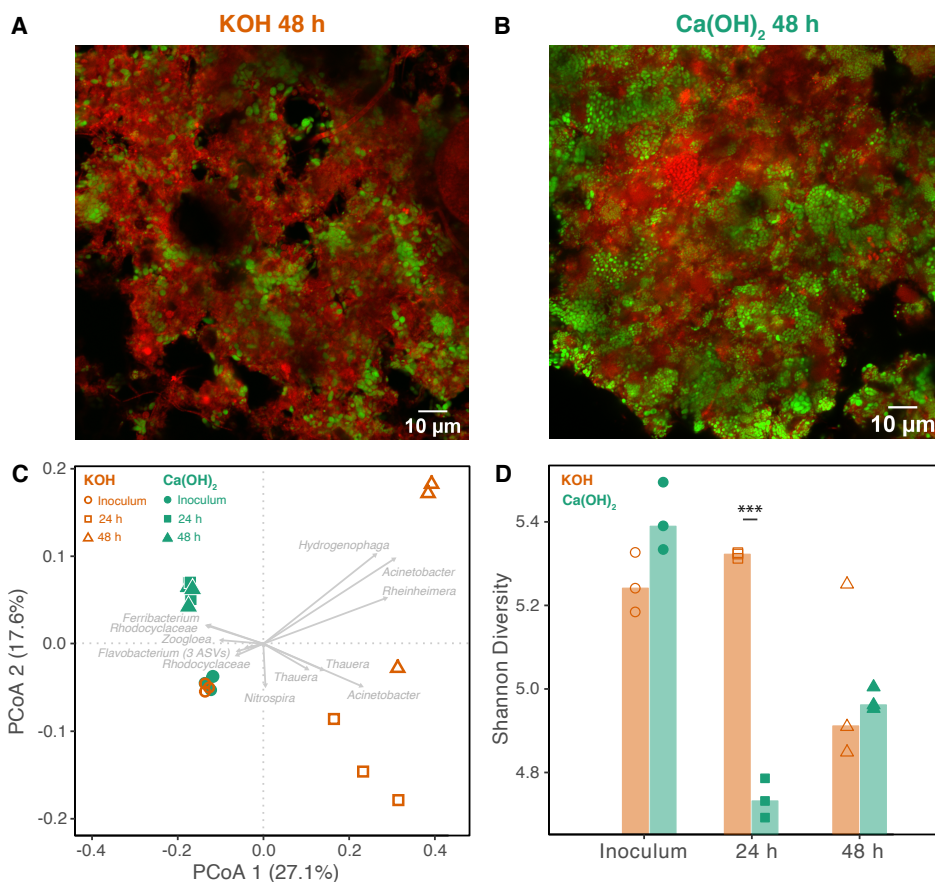 A
KOH 48 h
B
Ca(OH)₂ 48 h
10 µm
10 µm
C
KOH Ca(OH)₂
Inoculum Inoculum
24 h 24 h
48 h 48 h
Hydrogenophaga
Acinetobacter
Rheinheimera
Ferribacterium
Rhodocyclaceae
Zoogloea
Flavobacterium (3 ASVs)
Rhodocyclaceae
Thauera
Thauera
Nitrospira
Acinetobacter
0.2
0.1
0.0
-0.1
-0.2
PCoA 2 (17.6%)
-0.4 -0.2 0.0 0.2 0.4
PCoA 1 (27.1%)
D
KOH
Ca(OH)₂
***
5.4
5.2
5.0
4.8
Shannon Diversity
Inoculum 24 h 48 h